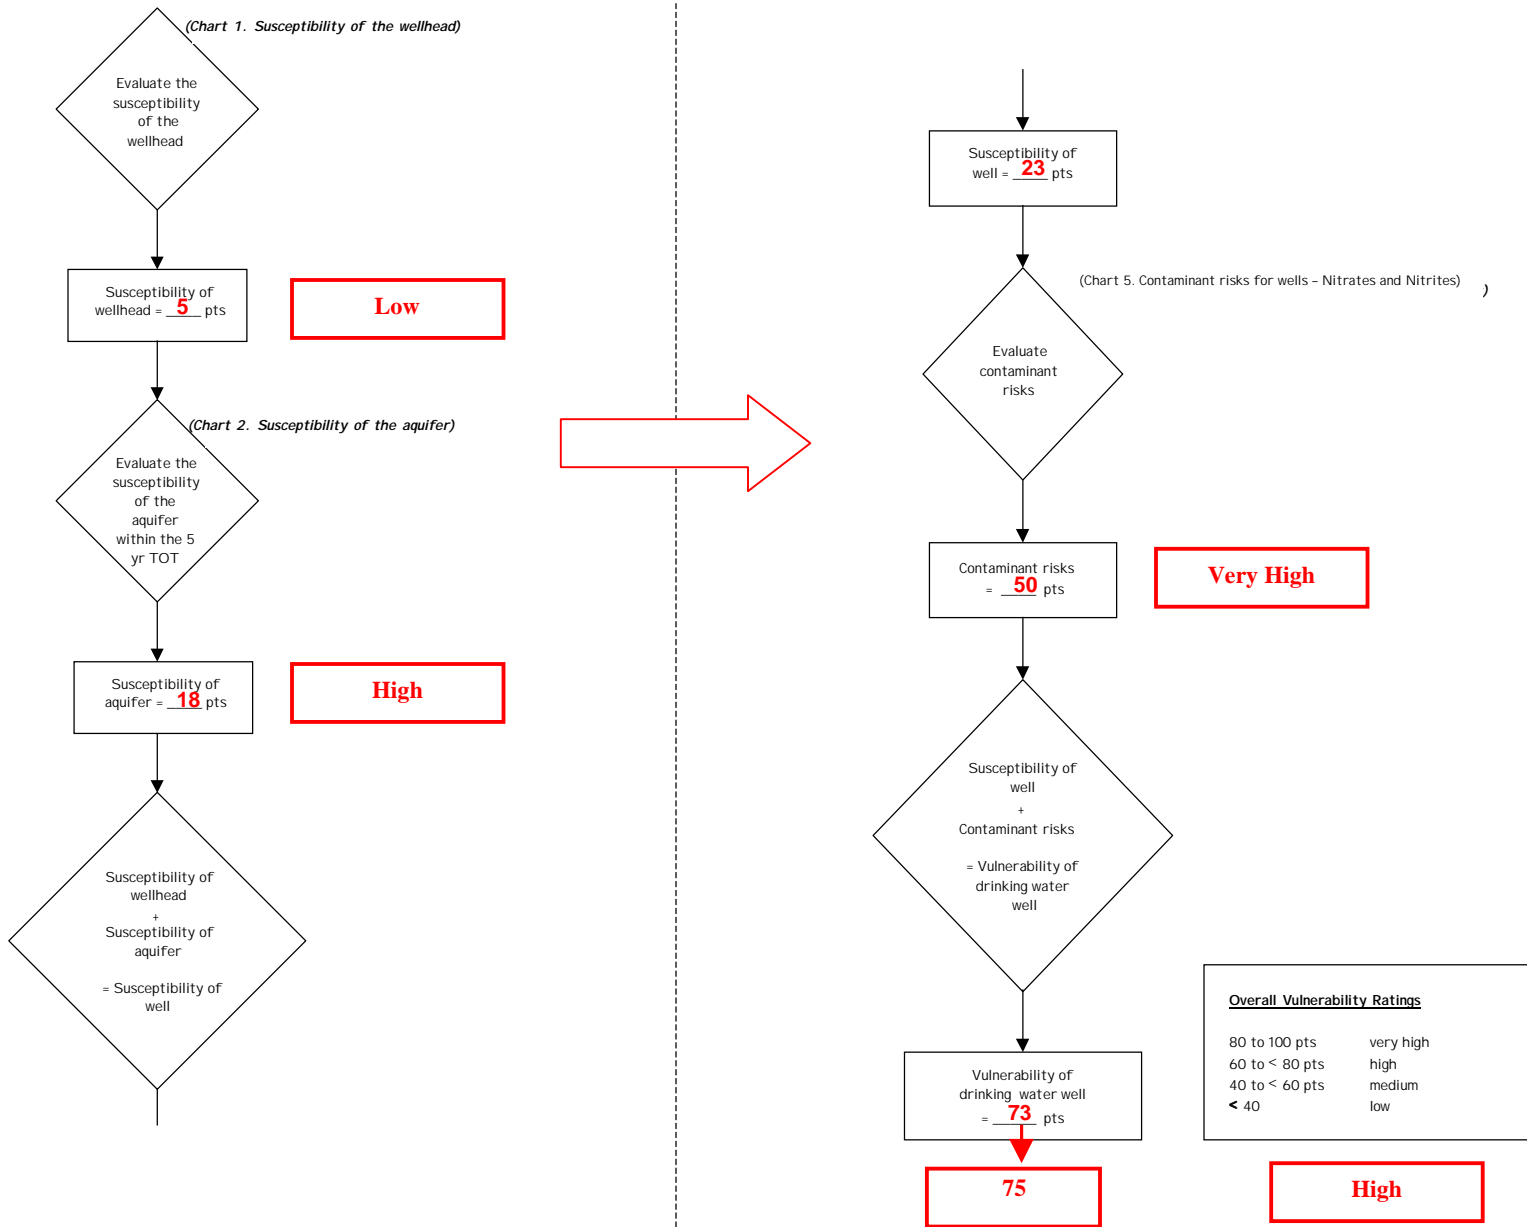 (Chart 1. Susceptibility of the wellhead)
Evaluate the
susceptibility
of the
wellhead
Susceptibility of
wellhead = 5 pts
Low
(Chart 2. Susceptibility of the aquifer)
Evaluate the
susceptibility
of the
aquifer
within the 5
yr TOT
Susceptibility of
aquifer = 18 pts
High
Susceptibility of
wellhead
+
Susceptibility of
aquifer
= Susceptibility of
well
Susceptibility of
well = 23 pts
(Chart 5. Contaminant risks for wells – Nitrates and Nitrites)
)
Evaluate
contaminant
risks
Contaminant risks
= 50 pts
Very High
Susceptibility of
well
+
Contaminant risks
= Vulnerability of
drinking water
well
Vulnerability of
drinking water well
= 73 pts
75
Overall Vulnerability Ratings
80 to 100 pts very high
60 to < 80 pts high
40 to < 60 pts medium
< 40 low
High